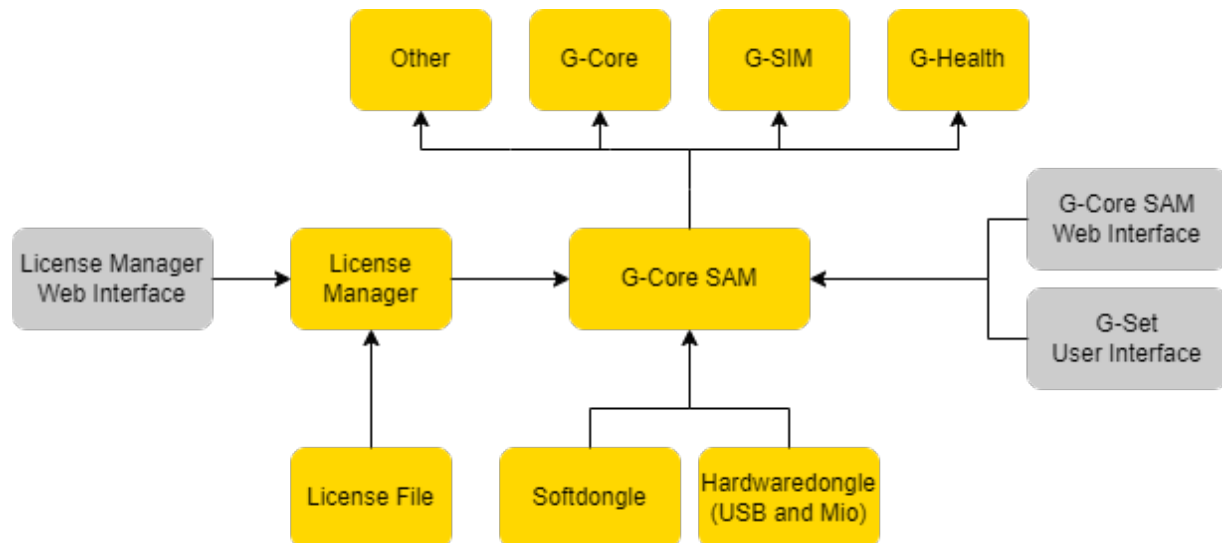 Other
G-Core
G-SIM
G-Health
License Manager
Web Interface
License
Manager
G-Core SAM
G-Core SAM
Web Interface
G-Set
User Interface
License File
Softdongle
Hardwaredongle
(USB and Mio)